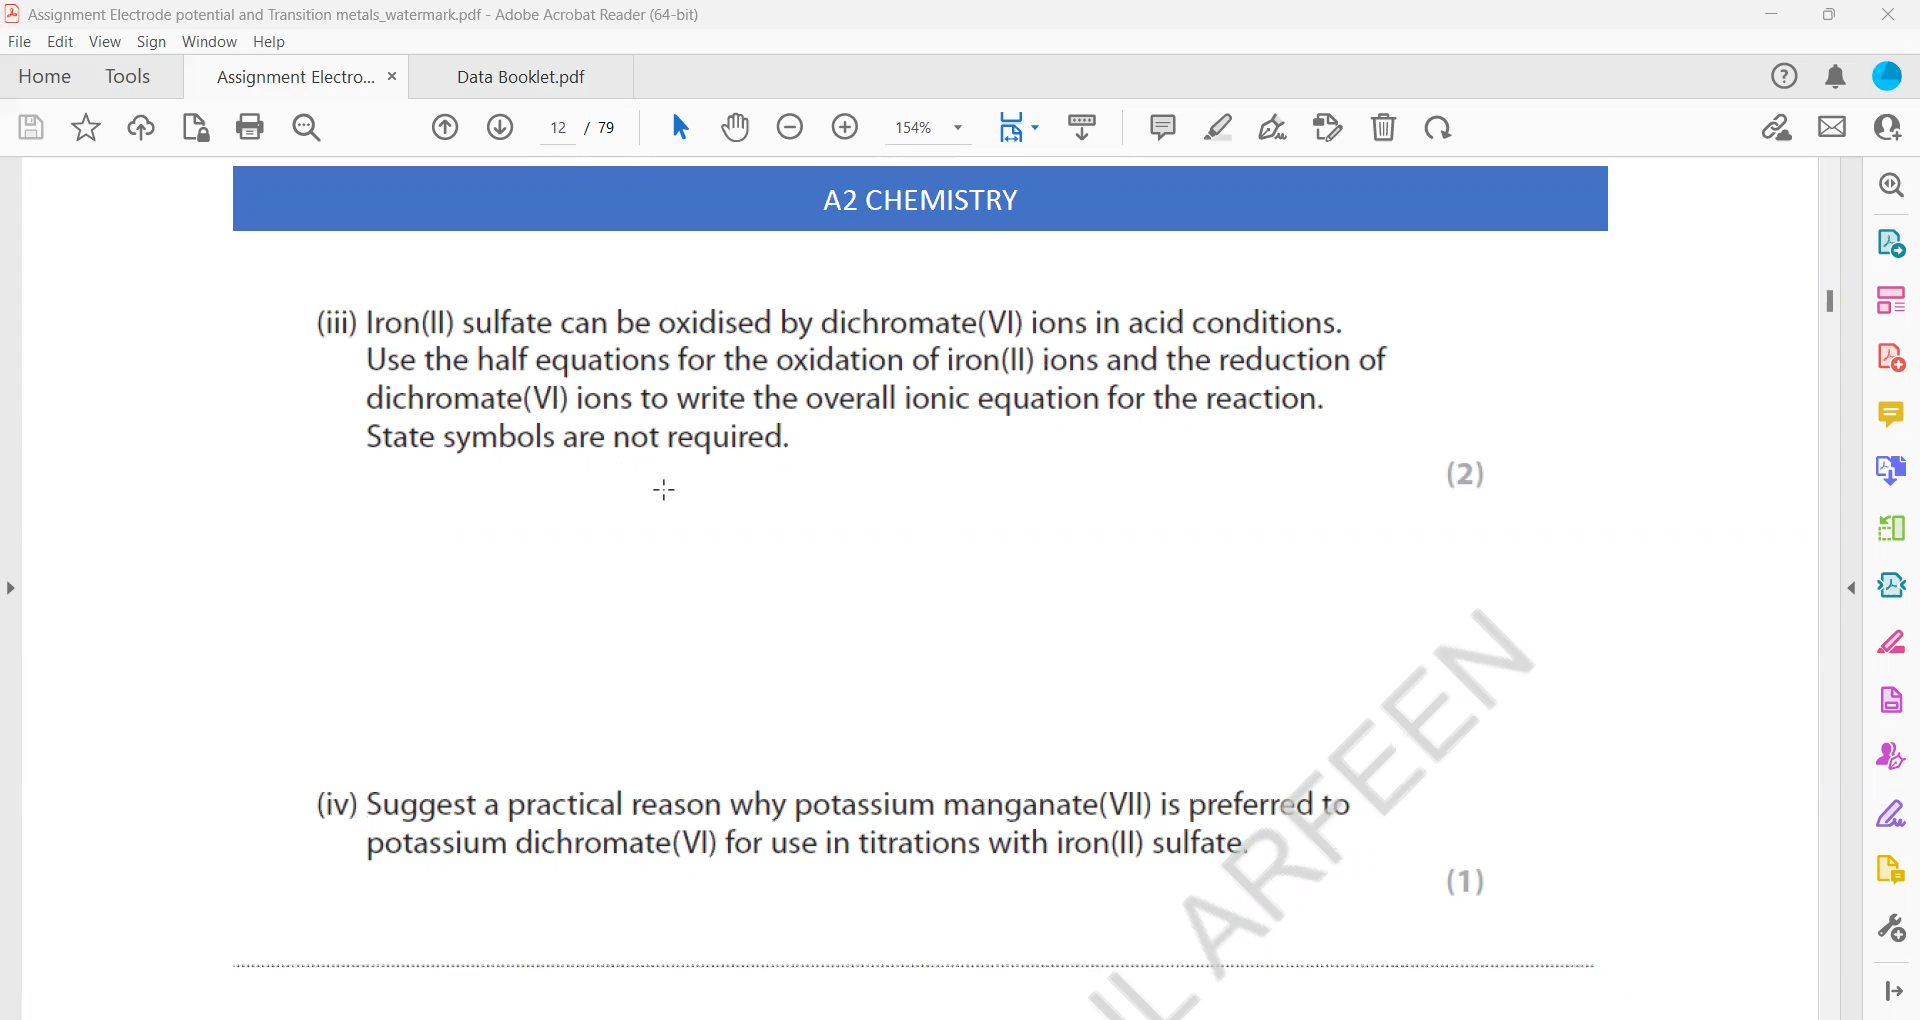 Assignment Electrode potential and Transition metals_watermark.pdf - Adobe Acrobat Reader (64-bit)
File Edit View Sign Window Help
Home Tools Assignment Electro... × Data Booklet.pdf
12 / 79 154%
A2 CHEMISTRY
(iii) Iron(II) sulfate can be oxidised by dichromate(VI) ions in acid conditions.
Use the half equations for the oxidation of iron(II) ions and the reduction of
dichromate(VI) ions to write the overall ionic equation for the reaction.
State symbols are not required.
(2)
(iv) Suggest a practical reason why potassium manganate(VII) is preferred to
potassium dichromate(VI) for use in titrations with iron(II) sulfate.
(1)
IL ARFEEN